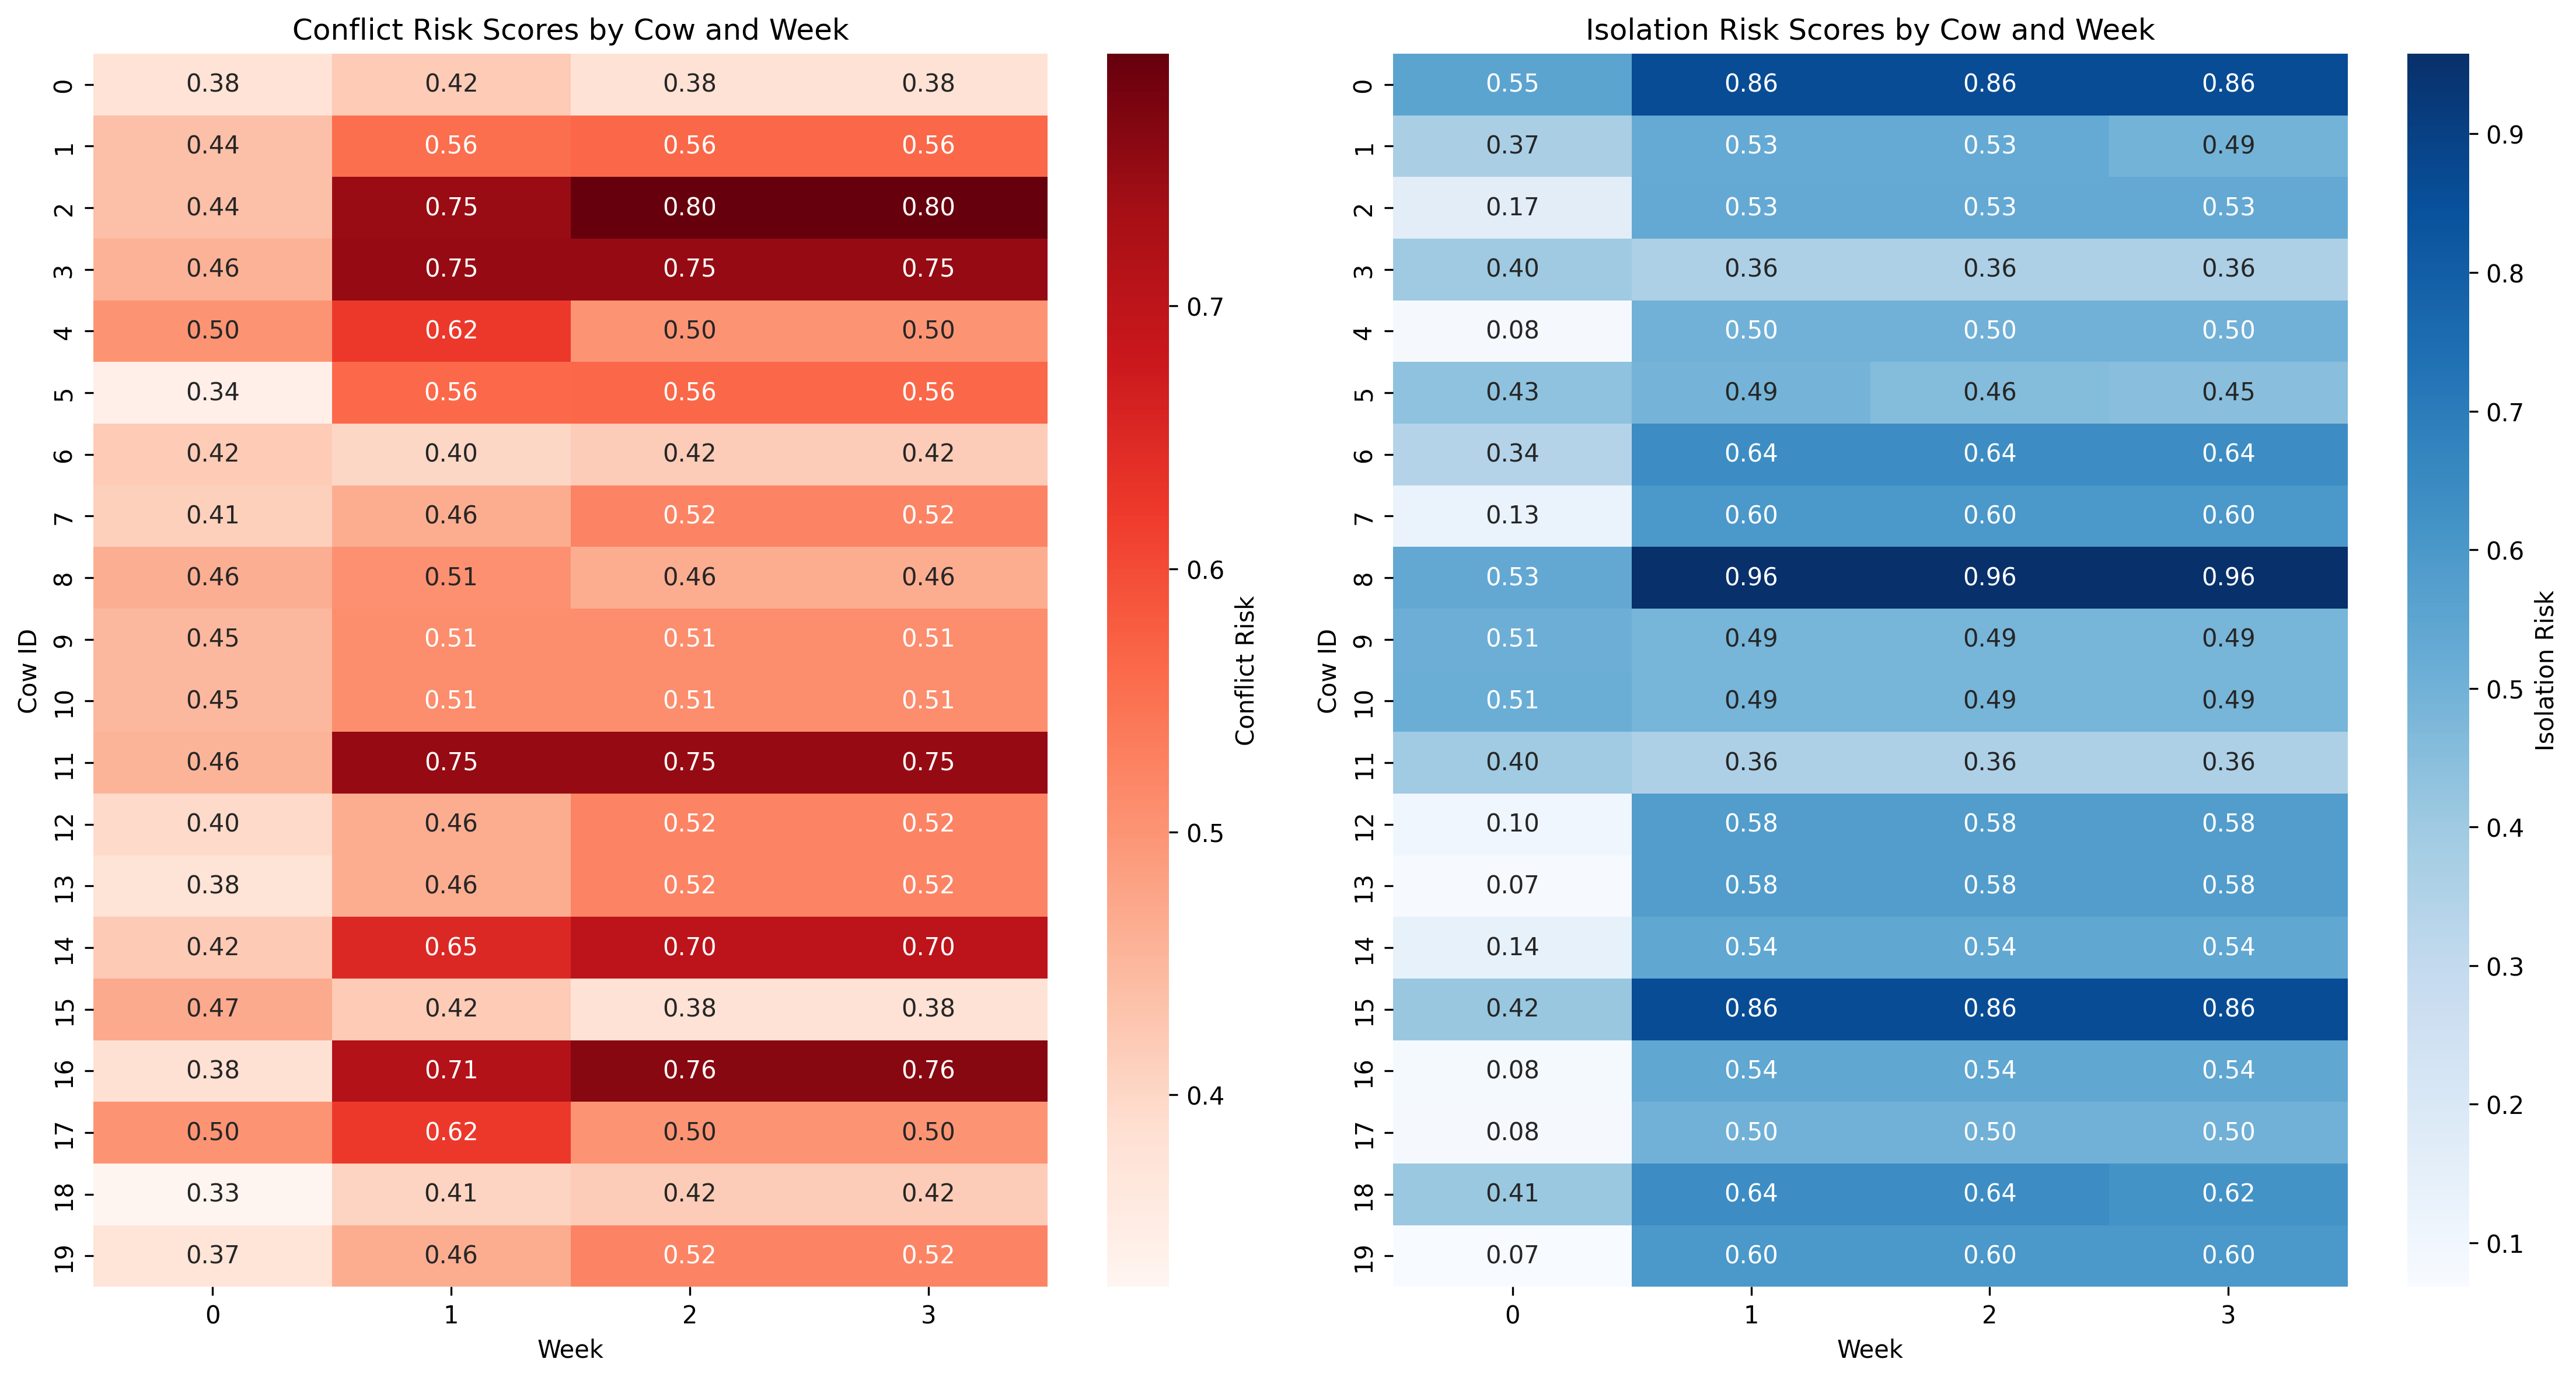 Conflict Risk Scores by Cow and Week
0 0.38 0.42 0.38 0.38
1 0.44 0.56 0.56 0.56
2 0.44 0.75 0.80 0.80
3 0.46 0.75 0.75 0.75
4 0.50 0.62 0.50 0.50
5 0.34 0.56 0.56 0.56
6 0.42 0.40 0.42 0.42
7 0.41 0.46 0.52 0.52
8 0.46 0.51 0.46 0.46
9 0.45 0.51 0.51 0.51
10 0.45 0.51 0.51 0.51
11 0.46 0.75 0.75 0.75
12 0.40 0.46 0.52 0.52
13 0.38 0.46 0.52 0.52
14 0.42 0.65 0.70 0.70
15 0.47 0.42 0.38 0.38
16 0.38 0.71 0.76 0.76
17 0.50 0.62 0.50 0.50
18 0.33 0.41 0.42 0.42
19 0.37 0.46 0.52 0.52
0 1 2 3
Week
Cow ID
0.7
0.6
0.5
0.4
Conflict Risk
Isolation Risk Scores by Cow and Week
0 0.55 0.86 0.86 0.86
1 0.37 0.53 0.53 0.49
2 0.17 0.53 0.53 0.53
3 0.40 0.36 0.36 0.36
4 0.08 0.50 0.50 0.50
5 0.43 0.49 0.46 0.45
6 0.34 0.64 0.64 0.64
7 0.13 0.60 0.60 0.60
8 0.53 0.96 0.96 0.96
9 0.51 0.49 0.49 0.49
10 0.51 0.49 0.49 0.49
11 0.40 0.36 0.36 0.36
12 0.10 0.58 0.58 0.58
13 0.07 0.58 0.58 0.58
14 0.14 0.54 0.54 0.54
15 0.42 0.86 0.86 0.86
16 0.08 0.54 0.54 0.54
17 0.08 0.50 0.50 0.50
18 0.41 0.64 0.64 0.62
19 0.07 0.60 0.60 0.60
0 1 2 3
Week
Cow ID
0.9
0.8
0.7
0.6
0.5
0.4
0.3
0.2
0.1
Isolation Risk